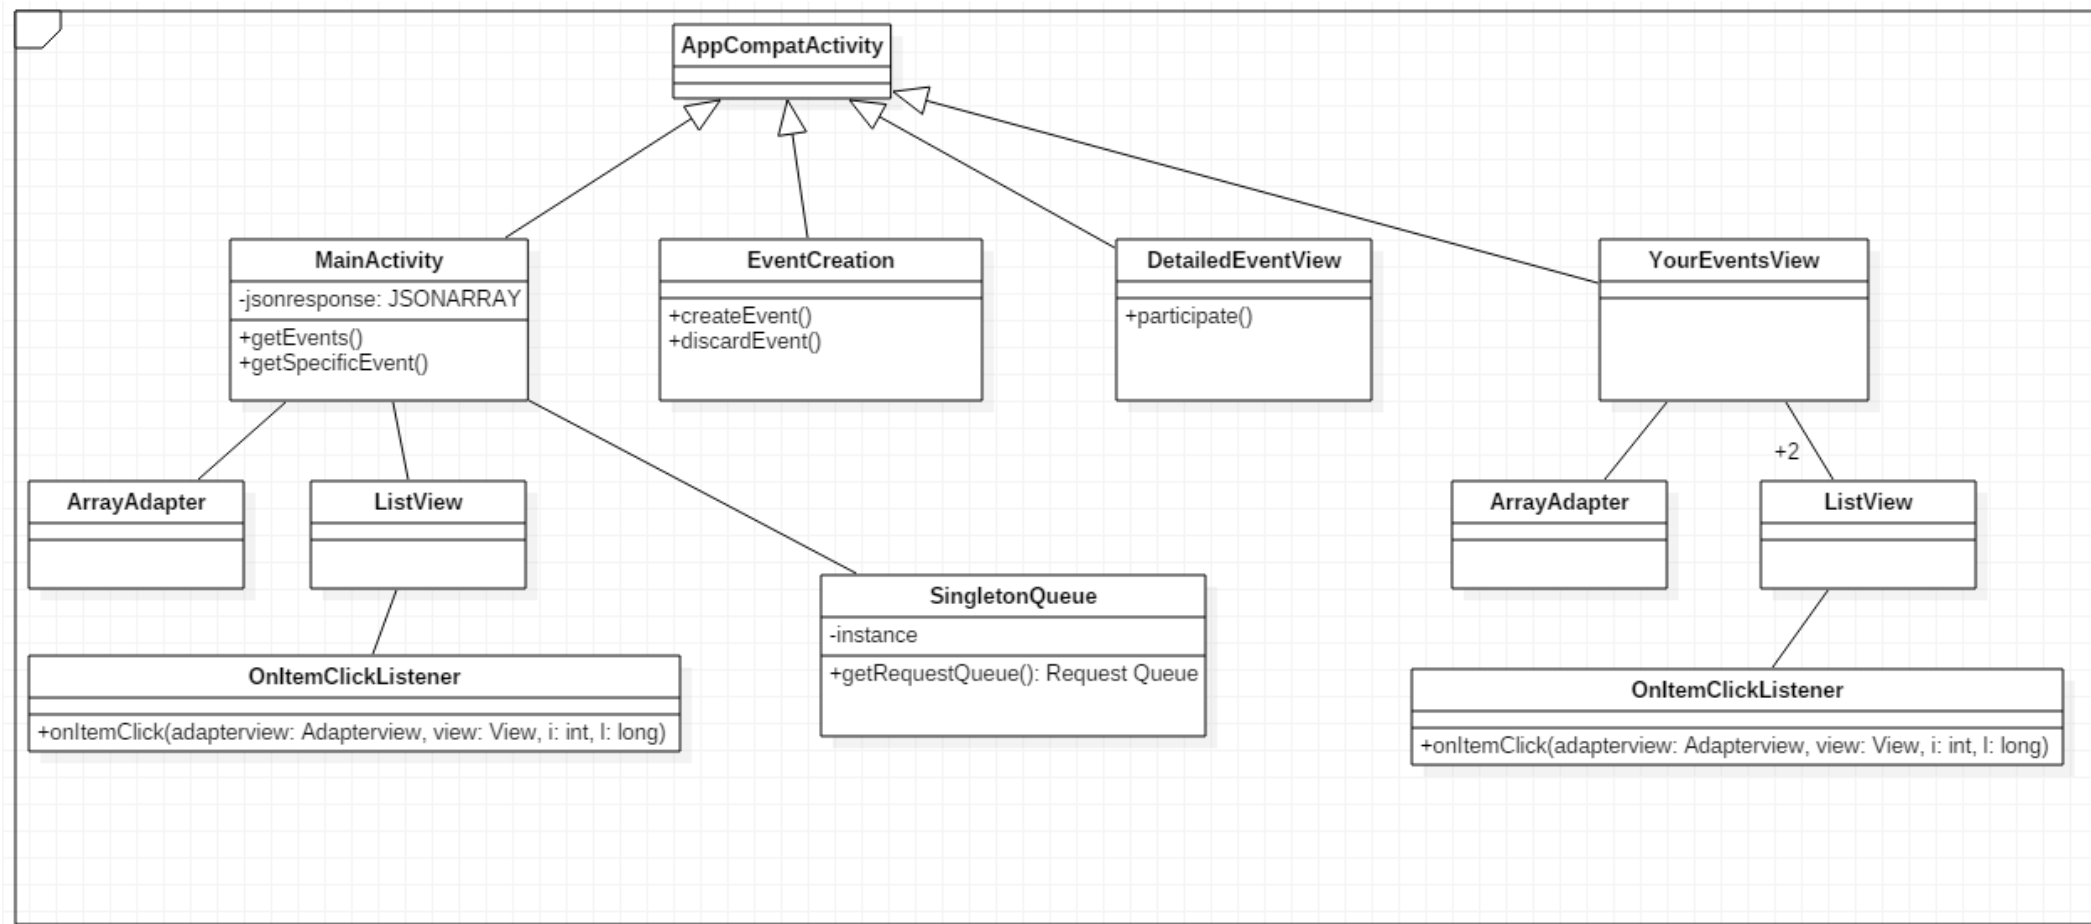 AppCompatActivity
MainActivity
-jsonresponse: JSONARRAY
+getEvents()
+getSpecificEvent()
EventCreation
+createEvent()
+discardEvent()
DetailedEventView
+participate()
YourEventsView
+2
ArrayAdapter
ListView
ArrayAdapter
ListView
SingletonQueue
-instance
+getRequestQueue(): Request Queue
OnItemClickListener
+onItemClick(adapterview: Adapterview, view: View, i: int, l: long)
OnItemClickListener
+onItemClick(adapterview: Adapterview, view: View, i: int, l: long)